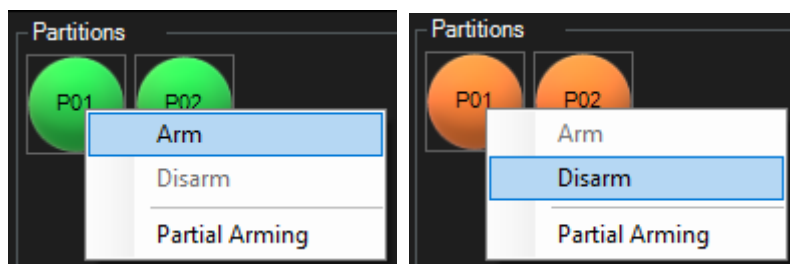 Partitions
P01 P02
Arm
Disarm
Partial Arming
Partitions
P01 P02
Arm
Disarm
Partial Arming